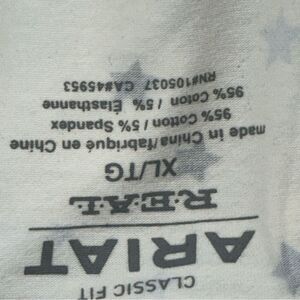 CLASSIC FIT
ARIAT
R.E.A.L.
XL/TG
made in China/fabriqué en Chine
95% Cotton / 5% Spandex
95% Coton / 5% Élasthanne
RN#105037 CA#45953